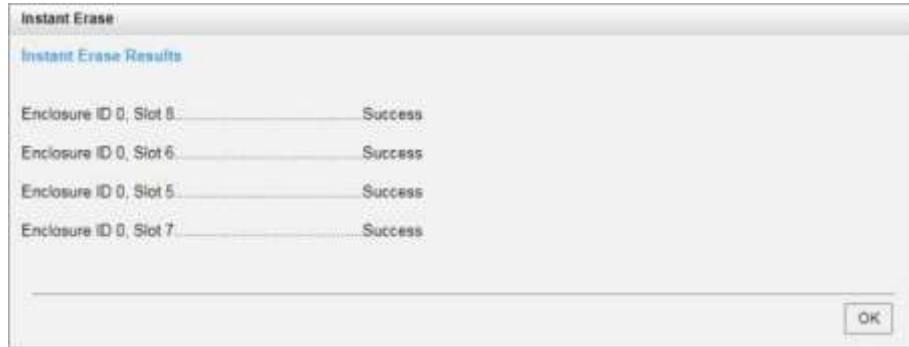 Instant Erase
Instant Erase Results
Enclosure ID 0, Slot 8 Success
Enclosure ID 0, Slot 6 Success
Enclosure ID 0, Slot 5 Success
Enclosure ID 0, Slot 7 Success
OK